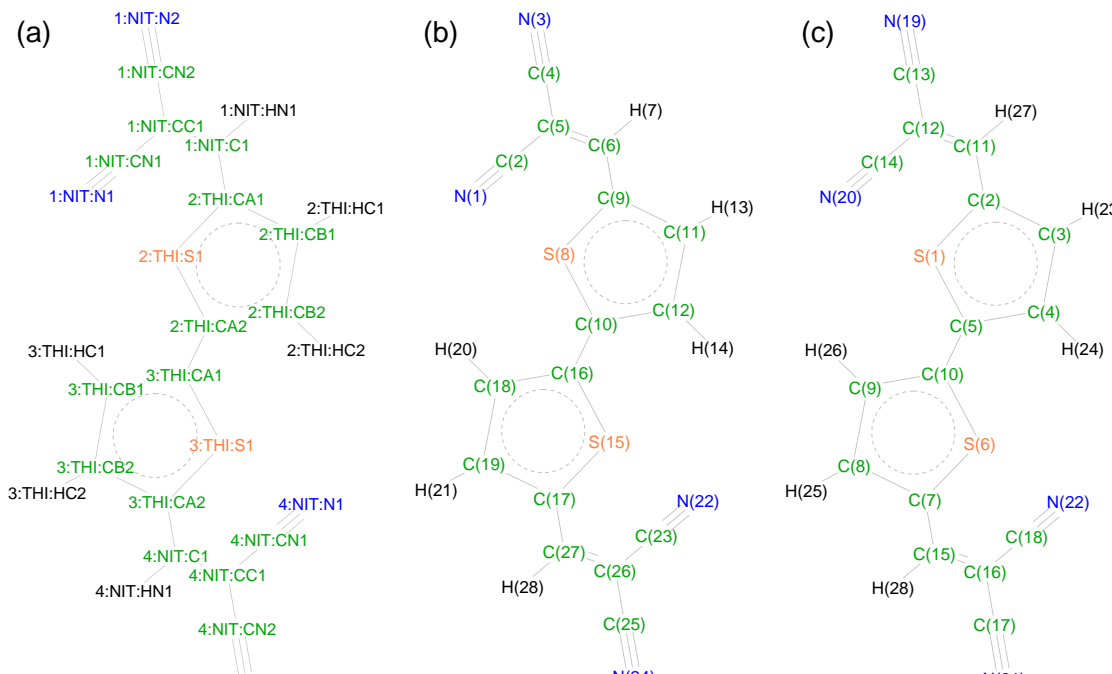 (a)
1:NIT:N2
1:NIT:CN2
1:NIT:HN1
1:NIT:CC1
1:NIT:C1
1:NIT:CN1
1:NIT:N1
2:THI:CA1
2:THI:HC1
2:THI:CB1
2:THI:S1
2:THI:CB2
2:THI:CA2
2:THI:HC2
3:THI:HC1
3:THI:CA1
3:THI:CB1
3:THI:S1
3:THI:CB2
3:THI:HC2
3:THI:CA2
4:NIT:N1
4:NIT:CN1
4:NIT:C1
4:NIT:CC1
4:NIT:HN1
4:NIT:CN2
(b)
N(3)
C(4)
H(7)
C(5)
C(6)
C(2)
N(1)
C(9)
H(13)
C(11)
S(8)
C(12)
C(10)
H(14)
H(20)
C(16)
C(18)
S(15)
C(19)
H(21)
C(17)
N(22)
C(23)
C(27)
C(26)
H(28)
C(25)
(c)
N(19)
C(13)
H(27)
C(12)
C(11)
C(14)
N(20)
C(2)
H(23
C(3)
S(1)
C(4)
C(5)
H(24)
H(26)
C(10)
C(9)
S(6)
C(8)
H(25)
C(7)
N(22)
C(18)
C(15)
C(16)
H(28)
C(17)